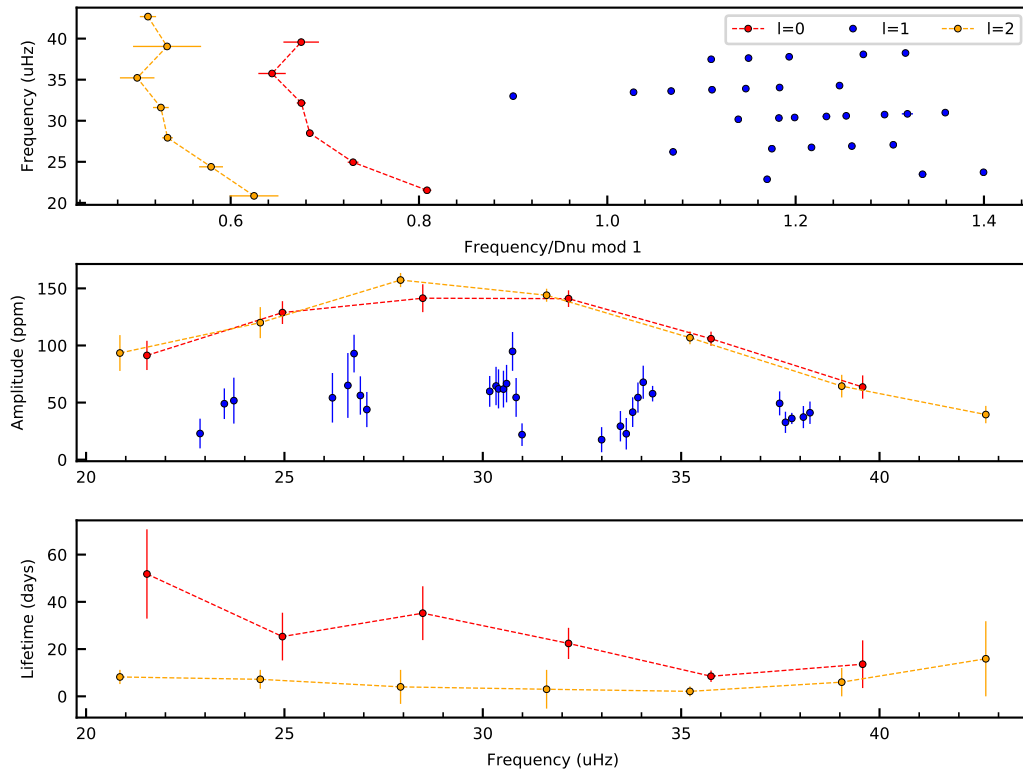 l=0 l=1 l=2
Frequency (uHz)
40
35
30
25
20
0.6 0.8 1.0 1.2 1.4
Frequency/Dnu mod 1
Amplitude (ppm)
150
100
50
0
20 25 30 35 40
Lifetime (days)
60
40
20
0
20 25 30 35 40
Frequency (uHz)